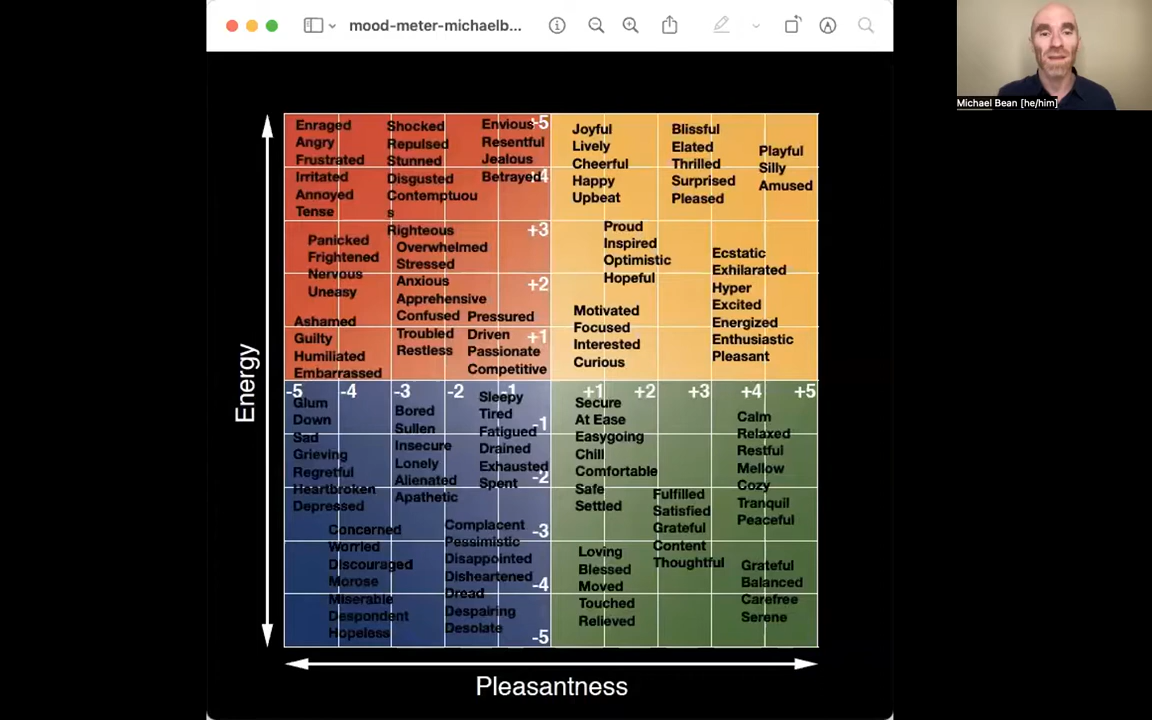 mood-meter-michaelb...
Michael Bean [he/him]
Enraged
Angry
Frustrated
Irritated
Annoyed
Tense
Shocked
Repulsed
Stunned
Disgusted
Contemptuou
s
Righteous
Envious
Resentful
Jealous
Betrayed
Panicked
Frightened
Nervous
Uneasy
Overwhelmed
Stressed
Anxious
Apprehensive
Confused
Troubled
Restless
Ashamed
Guilty
Humiliated
Embarrassed
Pressured
Driven
Passionate
Competitive
+5
+4
+3
+2
+1
Joyful
Lively
Cheerful
Happy
Upbeat
Blissful
Elated
Thrilled
Surprised
Pleased
Playful
Silly
Amused
Proud
Inspired
Optimistic
Hopeful
Ecstatic
Exhilarated
Hyper
Excited
Energized
Enthusiastic
Pleasant
Motivated
Focused
Interested
Curious
Energy
-5 -4 -3 -2 -1 +1 +2 +3 +4 +5
Glum
Down
Sad
Grieving
Regretful
Heartbroken
Depressed
Bored
Sullen
Insecure
Lonely
Alienated
Apathetic
Sleepy
Tired
Fatigued
Drained
Exhausted
Spent
-1
-2
-3
-4
-5
Concerned
Worried
Discouraged
Morose
Miserable
Despondent
Hopeless
Complacent
Pessimistic
Disappointed
Disheartened
Dread
Despairing
Desolate
Secure
At Ease
Easygoing
Chill
Comfortable
Safe
Settled
Calm
Relaxed
Restful
Mellow
Cozy
Tranquil
Peaceful
Fulfilled
Satisfied
Grateful
Content
Thoughtful
Loving
Blessed
Moved
Touched
Relieved
Grateful
Balanced
Carefree
Serene
Pleasantness